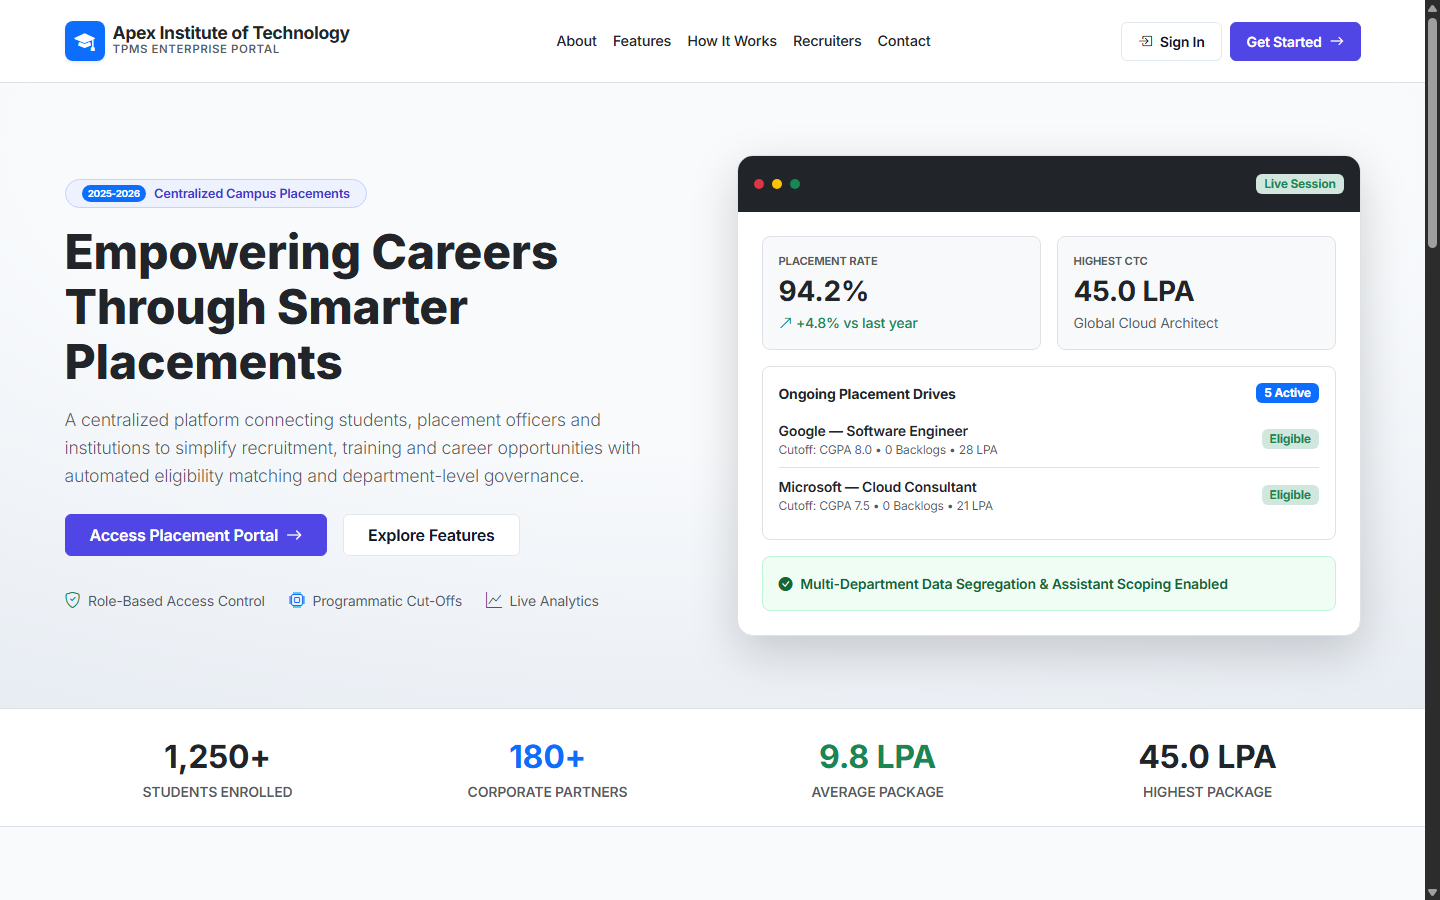 Apex Institute of Technology
TPMS ENTERPRISE PORTAL
About Features How It Works Recruiters Contact
Sign In
Get Started →
2025-2026 Centralized Campus Placements
Empowering Careers
Through Smarter
Placements
A centralized platform connecting students, placement officers and
institutions to simplify recruitment, training and career opportunities with
automated eligibility matching and department-level governance.
Access Placement Portal →
Explore Features
Role-Based Access Control
Programmatic Cut-Offs
Live Analytics
Live Session
PLACEMENT RATE
94.2%
+4.8% vs last year
HIGHEST CTC
45.0 LPA
Global Cloud Architect
Ongoing Placement Drives
5 Active
Google — Software Engineer
Cutoff: CGPA 8.0 • 0 Backlogs • 28 LPA
Eligible
Microsoft — Cloud Consultant
Cutoff: CGPA 7.5 • 0 Backlogs • 21 LPA
Eligible
Multi-Department Data Segregation & Assistant Scoping Enabled
1,250+
STUDENTS ENROLLED
180+
CORPORATE PARTNERS
9.8 LPA
AVERAGE PACKAGE
45.0 LPA
HIGHEST PACKAGE